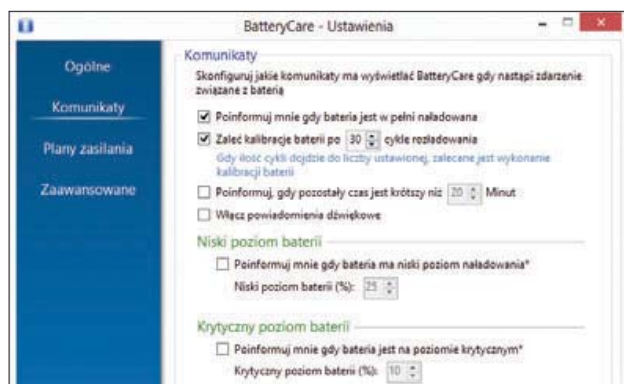 BatteryCare - Ustawienia
Ogólne
Komunikaty
Plany zasilania
Zaawansowane
Komunikaty
Skonfiguruj jakie komunikaty ma wyświetlać BatteryCare gdy nastąpi zdarzenie
związane z baterią
Poinformuj mnie gdy bateria jest w pełni naładowana
Zaleć kalibracje baterii po 30 cykle rozładowania
Gdy ilość cykli dojdzie do liczby ustawionej, zalecane jest wykonanie
kalibracji baterii
Poinformuj, gdy pozostały czas jest krótszy niż 20 Minut
Włącz powiadomienia dźwiękowe
Niski poziom baterii
Poinformuj mnie gdy bateria ma niski poziom naładowania*
Niski poziom baterii (%): 25
Krytyczny poziom baterii
Poinformuj mnie gdy bateria jest na poziomie krytycznym*
Krytyczny poziom baterii (%): 10